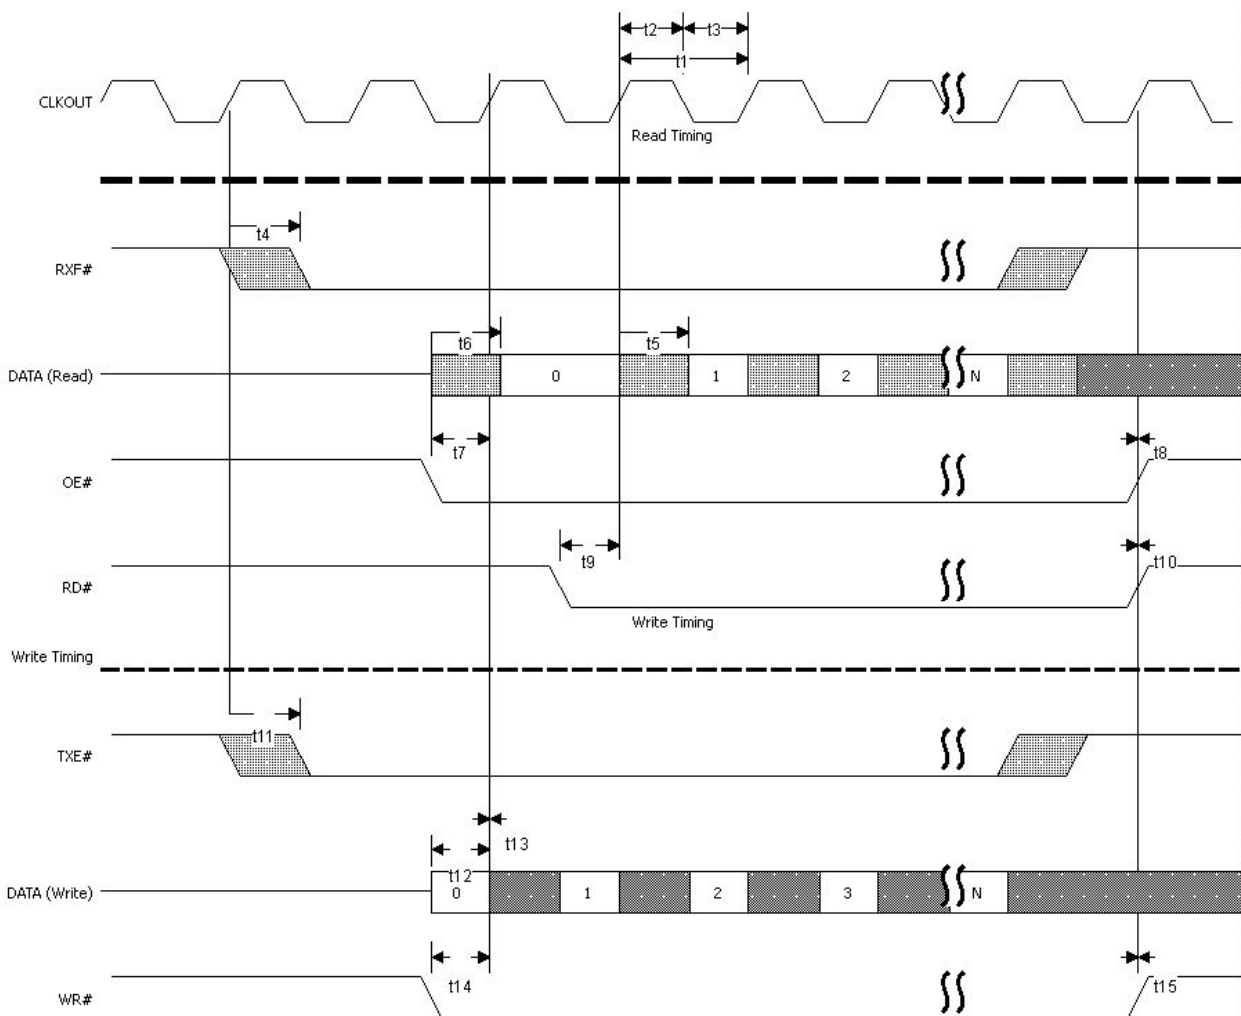 t2 t3
t1
CLKOUT
Read Timing
t4
RXF#
t6 t5
DATA (Read) 0 1 2 N
t7 t8
OE#
t9 t10
RD#
Write Timing
Write Timing
t11
TXE#
t13
t12
DATA (Write) 0 1 2 3 N
t14 t15
WR#